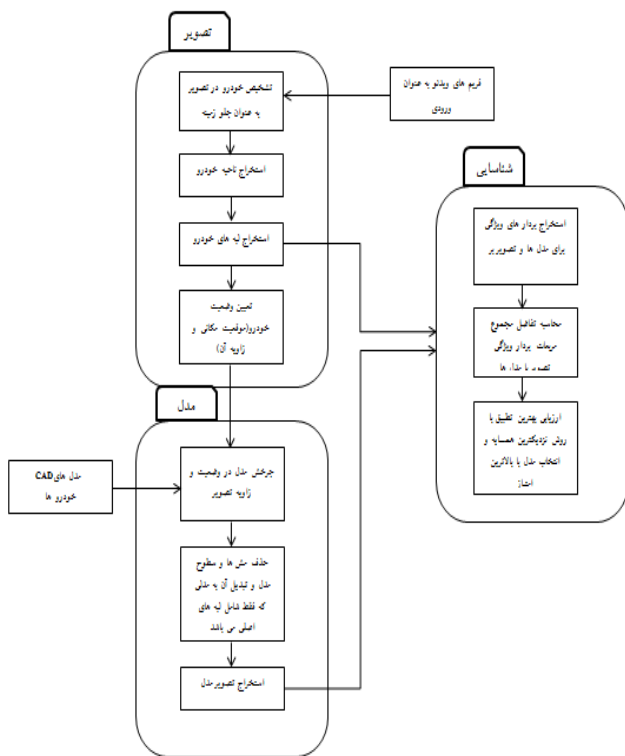 تصویر
تشخیص خودرو در تصویر
به عنوان جلو زمینه
فریم های ویدئو به عنوان
ورودی
استخراج ناحیه خودرو
استخراج لبه های خودرو
تعیین وضعیت
خودرو(موقعیت مکانی و
زاویه آن)
شناسایی
استخراج بردار های ویژگی
برای مدل ها و تصویر بر
محاسبه تفاضل مجموع
مربعات بردار ویژگی
تصویر با مدل ها
ارزیابی بهترین تطبیق با
روش نزدیکترین همسایه و
انتخاب مدل با بالاترین
امتیاز
مدل
مدل های CAD
خودرو ها
چرخش مدل در وضعیت و
زاویه تصویر
حذف مش ها و سطوح
مدل و تبدیل آن به مدلی
که فقط شامل لبه های
اصلی می باشد
استخراج تصویر مدل